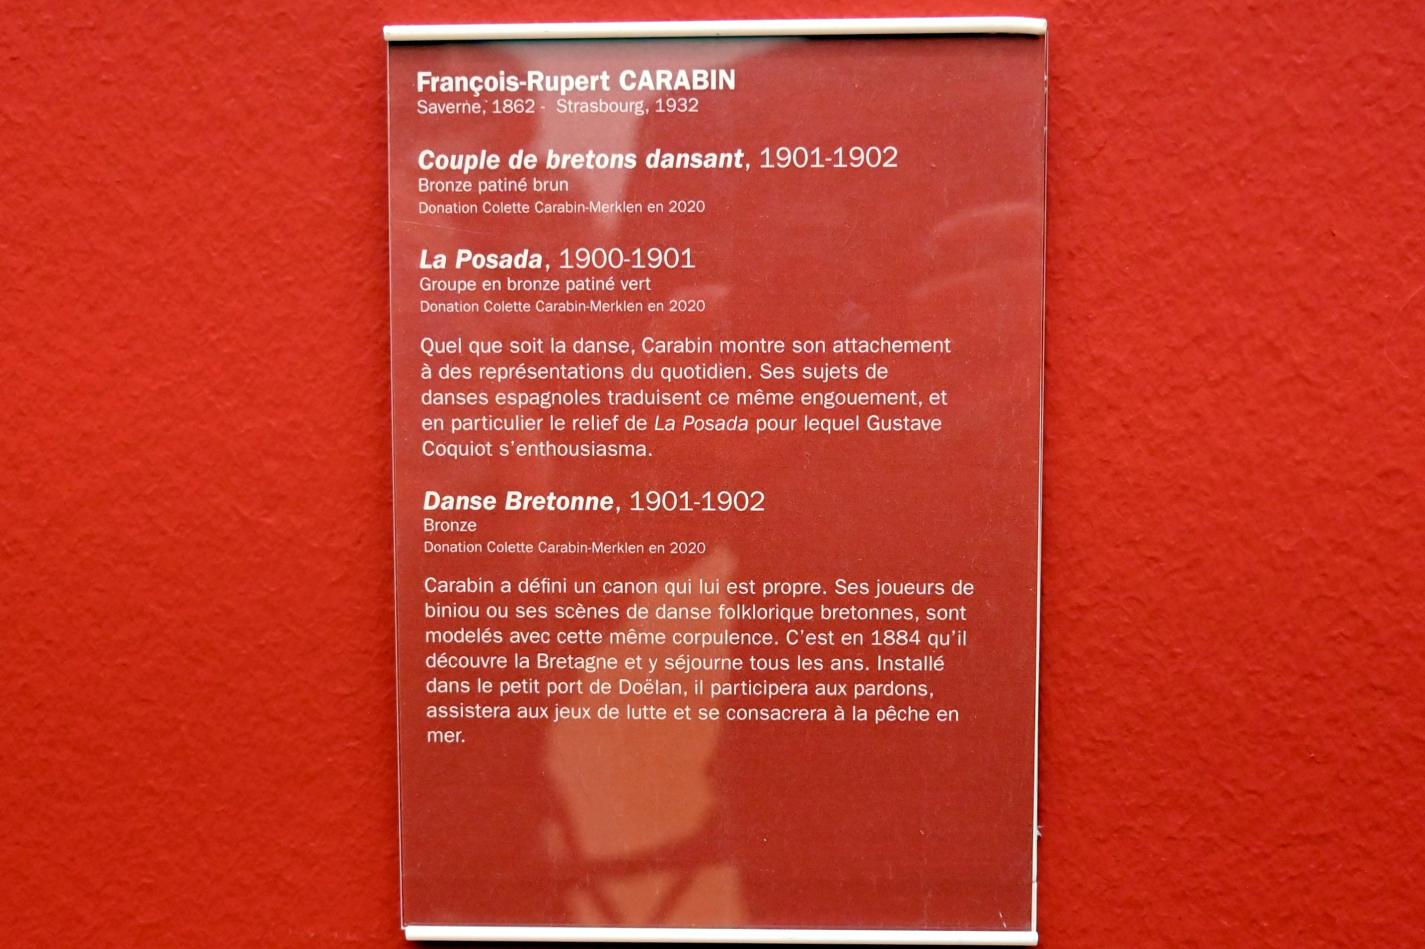 François-Rupert CARABIN
Saverne, 1862 - Strasbourg, 1932
Couple de bretons dansant, 1901-1902
Bronze patiné brun
Donation Colette Carabin-Merklen en 2020
La Posada, 1900-1901
Groupe en bronze patiné vert
Donation Colette Carabin-Merklen en 2020
Quel que soit la danse, Carabin montre son attachement
à des représentations du quotidien. Ses sujets de
danses espagnoles traduisent ce même engouement, et
en particulier le relief de La Posada pour lequel Gustave
Coquiot s'enthousiasma.
Danse Bretonne, 1901-1902
Bronze
Donation Colette Carabin-Merklen en 2020
Carabin a défini un canon qui lui est propre. Ses joueurs de
biniou ou ses scènes de danse folklorique bretonnes, sont
modelés avec cette même corpulence. C'est en 1884 qu'il
découvre la Bretagne et y séjourne tous les ans. Installé
dans le petit port de Doëlan, il participera aux pardons,
assistera aux jeux de lutte et se consacrera à la pêche en
mer.